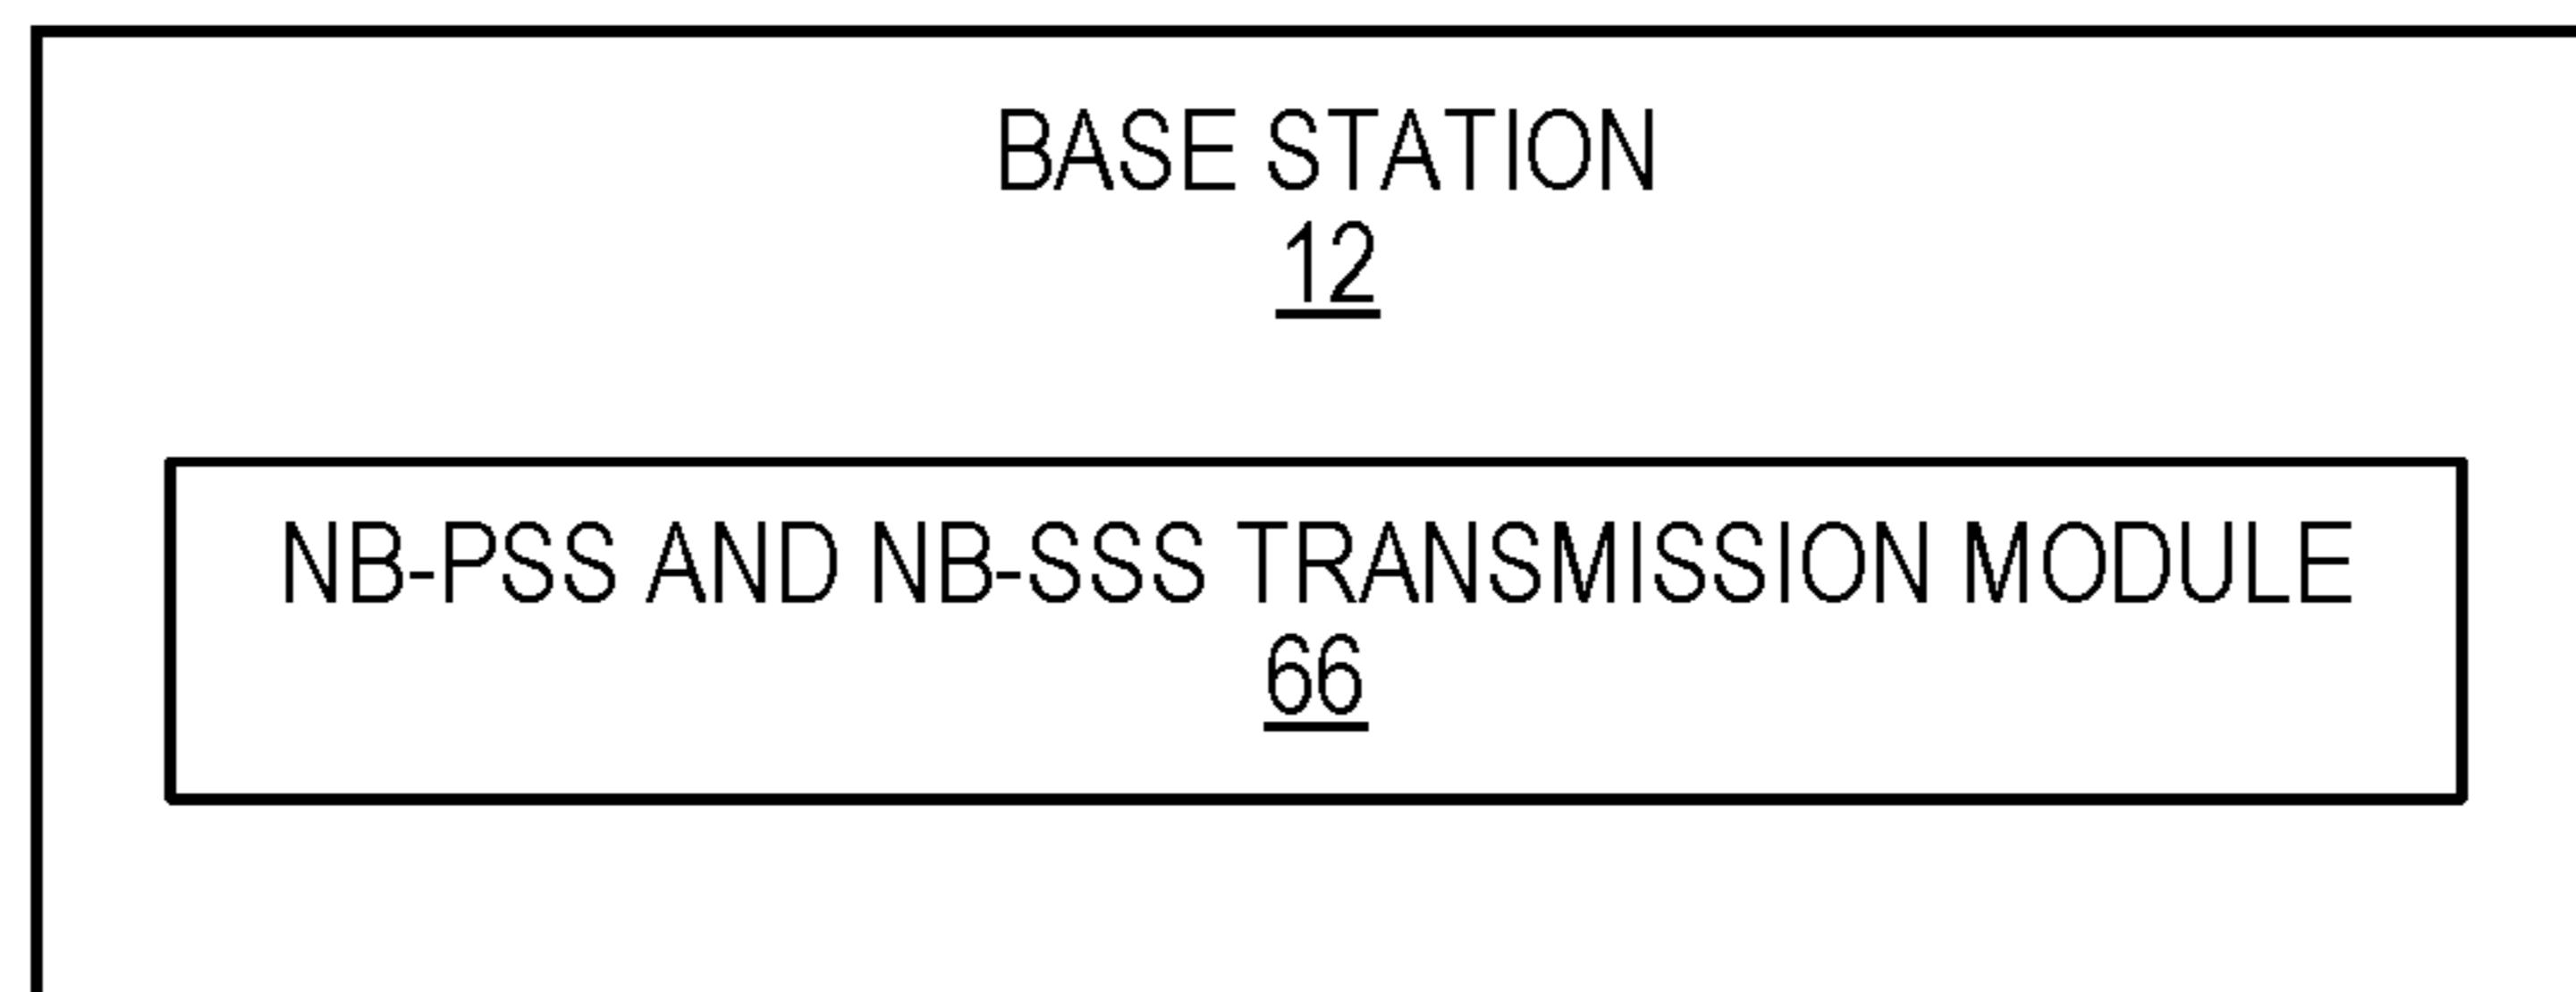 BASE STATION
12
NB-PSS AND NB-SSS TRANSMISSION MODULE
66